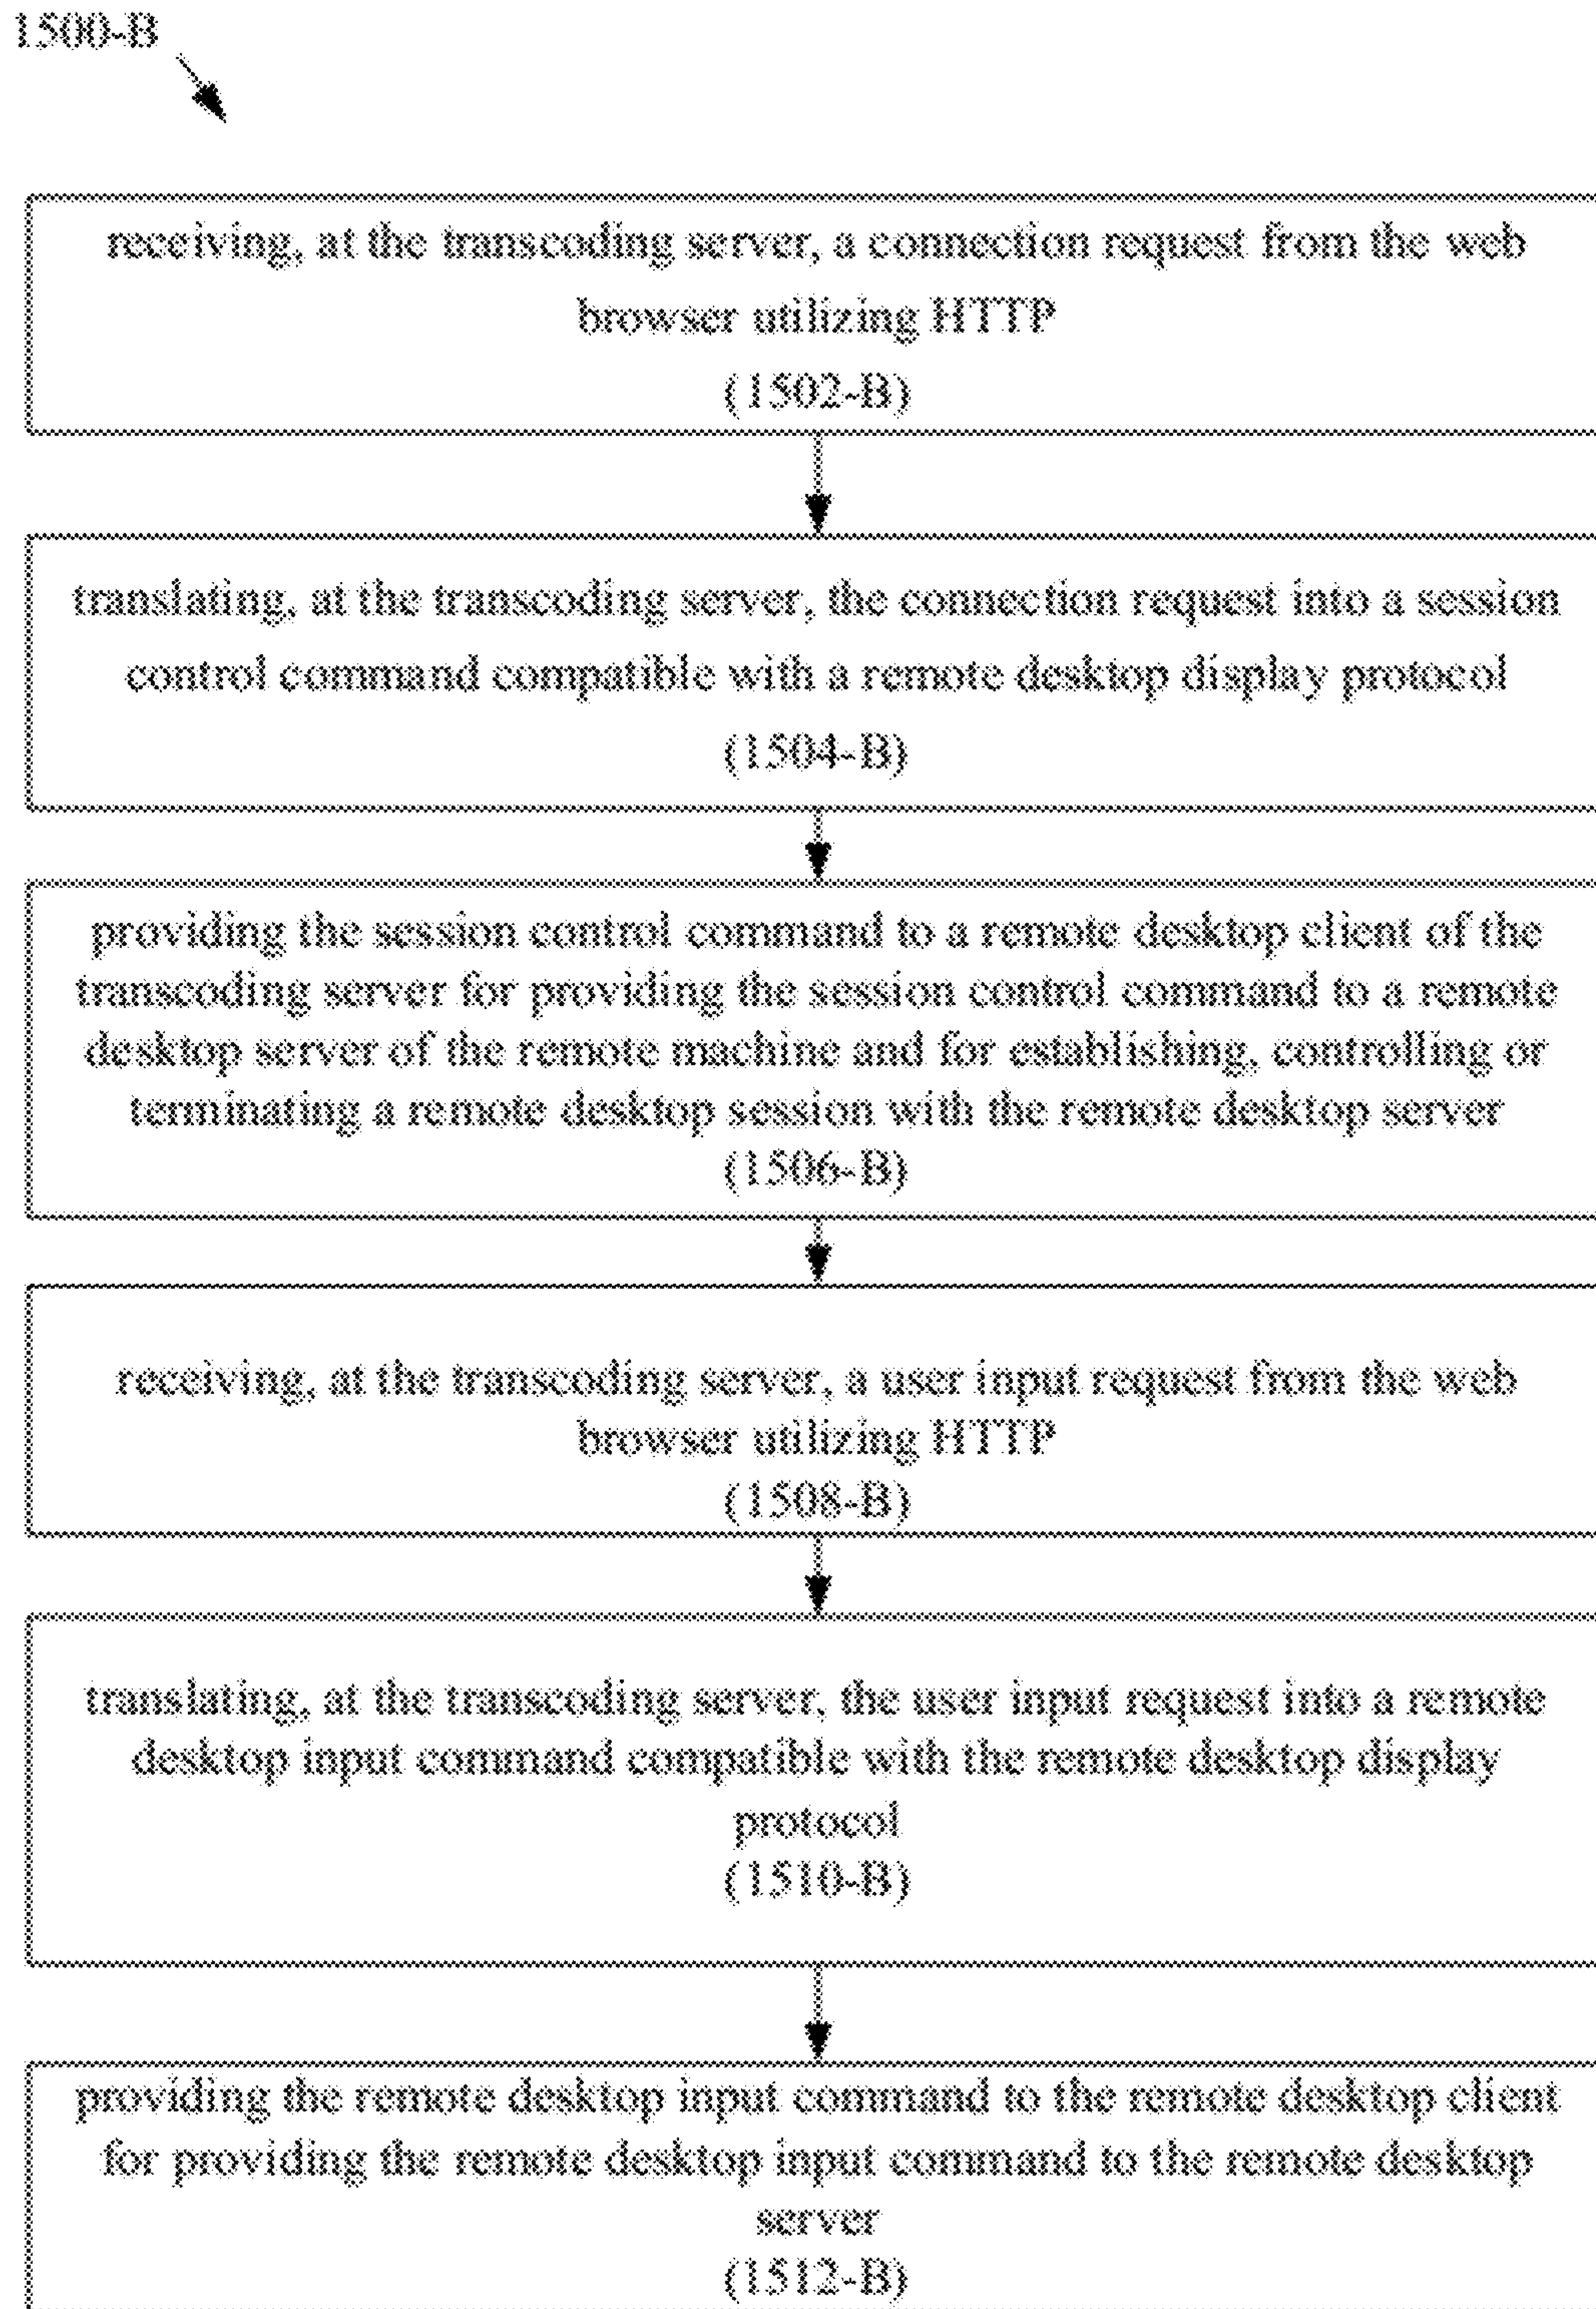 1500-B
receiving, at the transcoding server, a connection request from the web
browser utilizing HTTP
(1502-B)
translating, at the transcoding server, the connection request into a session
control command compatible with a remote desktop display protocol
(1504-B)
providing the session control command to a remote desktop client of the
transcoding server for providing the session control command to a remote
desktop server of the remote machine and for establishing, controlling or
terminating a remote desktop session with the remote desktop server
(1506-B)
receiving, at the transcoding server, a user input request from the web
browser utilizing HTTP
(1508-B)
translating, at the transcoding server, the user input request into a remote
desktop input command compatible with the remote desktop display
protocol
(1510-B)
providing the remote desktop input command to the remote desktop client
for providing the remote desktop input command to the remote desktop
server
(1512-B)